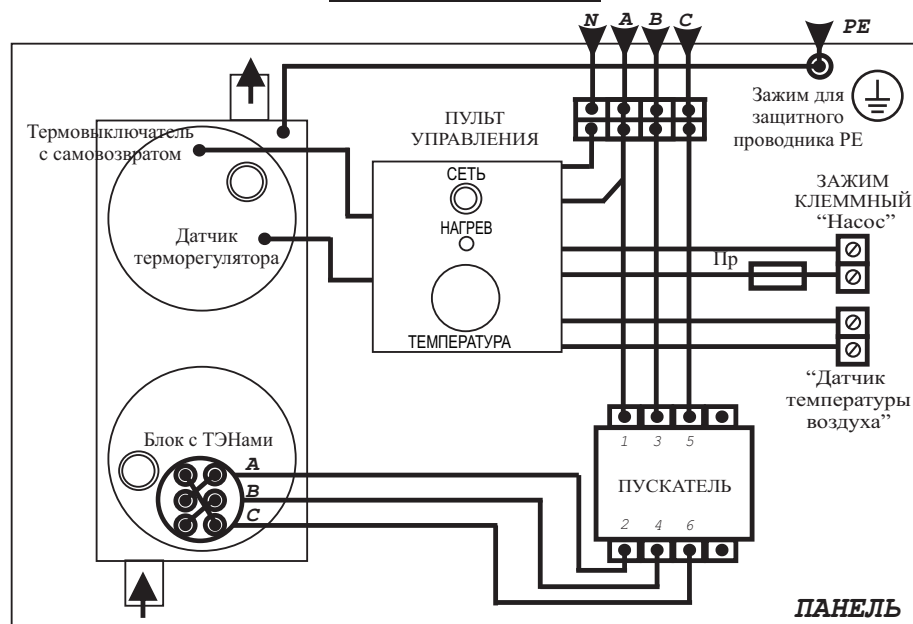 N A B C PE
Зажим для
защитного
проводника PE
Термовыключатель
с самовозвратом
ПУЛЬТ
УПРАВЛЕНИЯ
СЕТЬ
НАГРЕВ
ТЕМПЕРАТУРА
Датчик
терморегулятора
ЗАЖИМ
КЛЕММНЫЙ
“Насос”
Пр
“Датчик
температуры
воздуха”
Блок с ТЭНами
A
B
C
1 3 5
ПУСКАТЕЛЬ
2 4 6
ПАНЕЛЬ